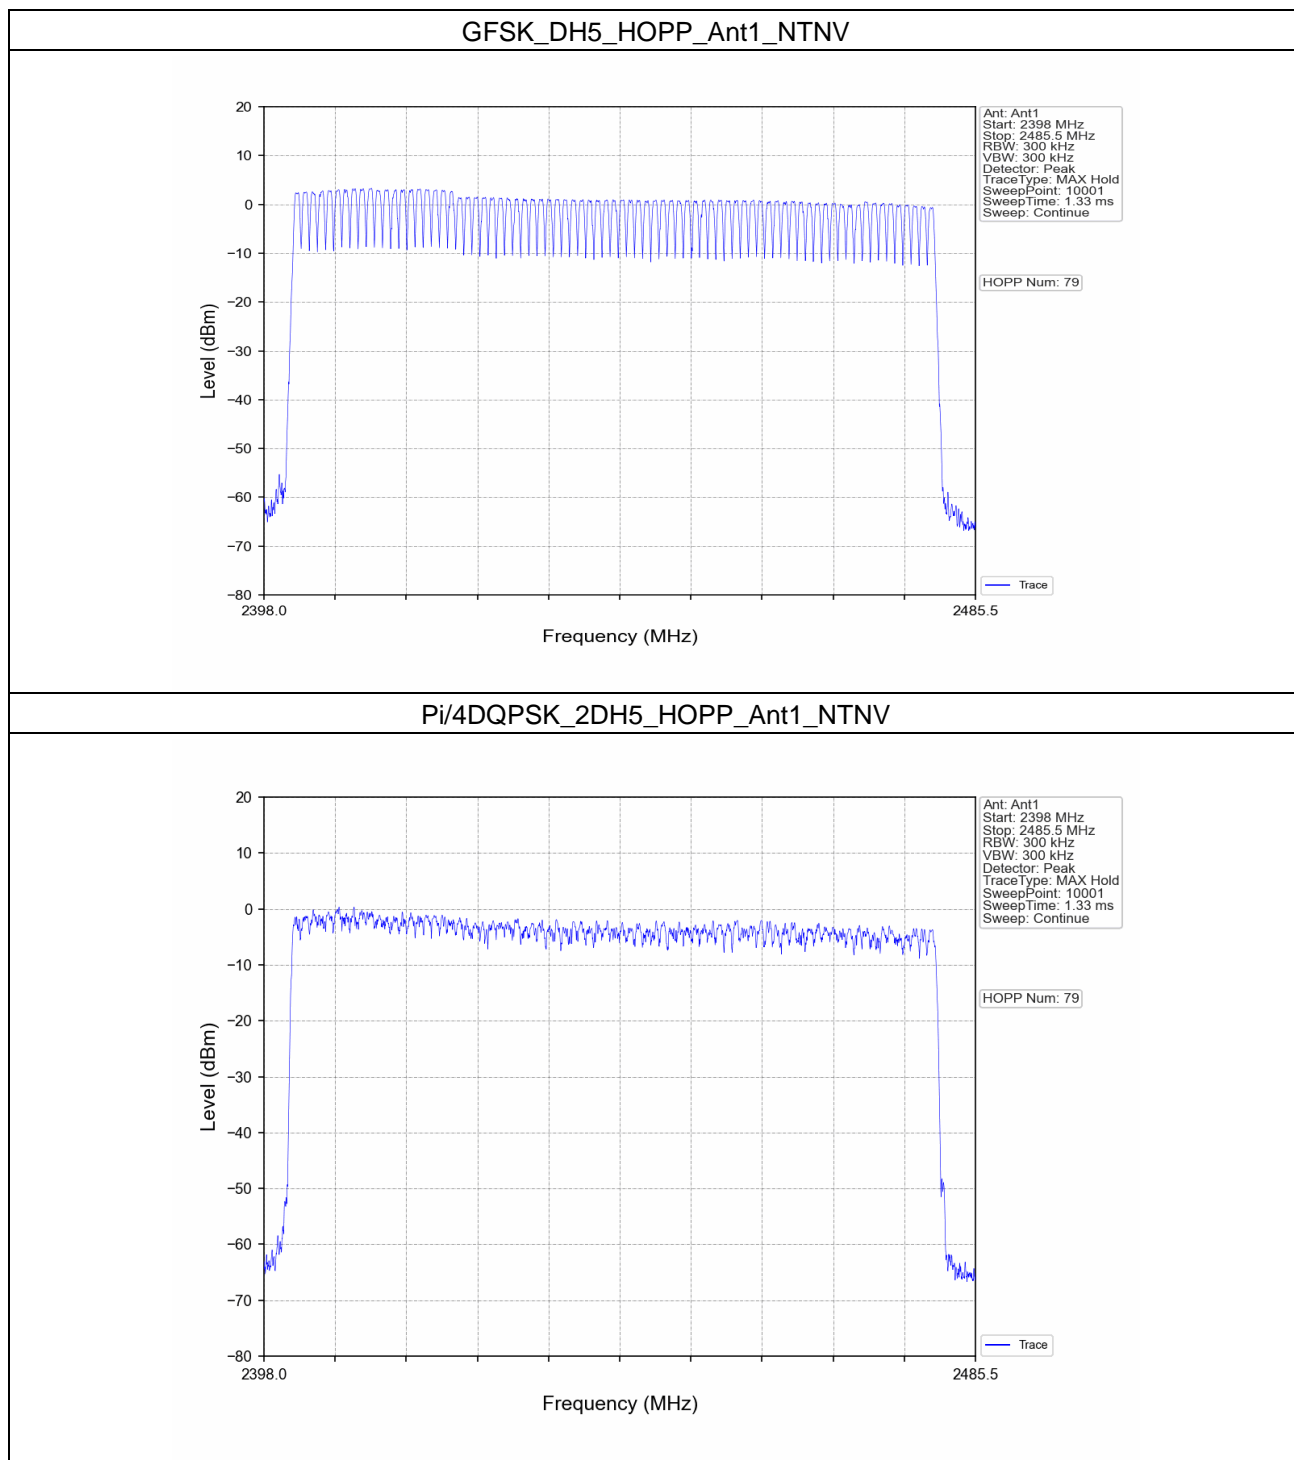 GFSK_DH5_HOPP_Ant1_NTNV
20
10
0
−10
−20
−30
−40
−50
−60
−70
−80
Level (dBm)
2398.0
2485.5
Frequency (MHz)
Ant: Ant1
Start: 2398 MHz
Stop: 2485.5 MHz
RBW: 300 kHz
VBW: 300 kHz
Detector: Peak
TraceType: MAX Hold
SweepPoint: 10001
SweepTime: 1.33 ms
Sweep: Continue
HOPP Num: 79
Trace
Pi/4DQPSK_2DH5_HOPP_Ant1_NTNV
20
10
0
−10
−20
−30
−40
−50
−60
−70
−80
Level (dBm)
2398.0
2485.5
Frequency (MHz)
Ant: Ant1
Start: 2398 MHz
Stop: 2485.5 MHz
RBW: 300 kHz
VBW: 300 kHz
Detector: Peak
TraceType: MAX Hold
SweepPoint: 10001
SweepTime: 1.33 ms
Sweep: Continue
HOPP Num: 79
Trace